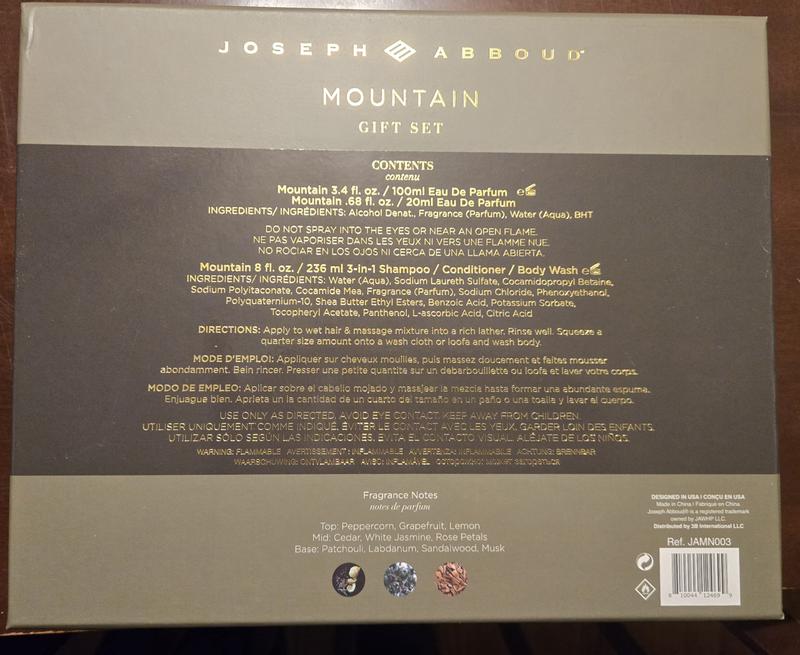 JOSEPH ABBOUD
MOUNTAIN
GIFT SET
CONTENTS
contenu
Mountain 3.4 fl. oz. / 100ml Eau De Parfum e
Mountain .68 fl. oz. / 20ml Eau De Parfum
INGREDIENTS/ INGRÉDIENTS: Alcohol Denat., Fragrance (Parfum), Water (Aqua), BHT
DO NOT SPRAY INTO THE EYES OR NEAR AN OPEN FLAME.
NE PAS VAPORISER DANS LES YEUX NI VERS UNE FLAMME NUE.
NO ROCIAR EN LOS OJOS NI CERCA DE UNA LLAMA ABIERTA.
Mountain 8 fl. oz. / 236 ml 3-in-1 Shampoo / Conditioner / Body Wash e
INGREDIENTS/ INGRÉDIENTS: Water (Aqua), Sodium Laureth Sulfate, Cocamidopropyl Betaine,
Sodium Polyitaconate, Cocamide Mea, Fragrance (Parfum), Sodium Chloride, Phenoxyethanol,
Polyquaternium-10, Shea Butter Ethyl Esters, Benzoic Acid, Potassium Sorbate,
Tocopheryl Acetate, Panthenol, L-ascorbic Acid, Citric Acid
DIRECTIONS: Apply to wet hair & massage mixture into a rich lather. Rinse well. Squeeze a
quarter size amount onto a wash cloth or loofa and wash body.
MODE D'EMPLOI: Appliquer sur cheveux mouilles, puis massez doucement et faites mousser
abondamment. Bein rincer. Presser une petite quantite sur un debarbouillette ou loofa et laver votre corps.
MODO DE EMPLEO: Aplicar sobre el cabello mojado y masajear la mezcla hasta formar una abundante espuma.
Enjuague bien. Aprieta un la cantidad de un cuarto del tamaño en un paño o una toalla y lavar al cuerpo.
USE ONLY AS DIRECTED, AVOID EYE CONTACT. KEEP AWAY FROM CHILDREN.
UTILISER UNIQUEMENT COMME INDIQUÉ. ÉVITER LE CONTACT AVEC LES YEUX. GARDER LOIN DES ENFANTS.
UTILIZAR SÓLO SEGÚN LAS INDICACIONES. EVITA EL CONTACTO VISUAL. ALÉJATE DE LOS NIÑOS.
WARNING: FLAMMABLE AVERTISSEMENT: INFLAMMABLE AVVERTENZA: INFLAMMABILE ACHTUNG: BRENNBAR
WAARSCHUWING: ONTVLAMBAAR AVISO: INFLAMÁVEL
Fragrance Notes
notes de parfum
Top: Peppercorn, Grapefruit, Lemon
Mid: Cedar, White Jasmine, Rose Petals
Base: Patchouli, Labdanum, Sandalwood, Musk
DESIGNED IN USA I CONÇU EN USA
Made in China I Fabriqué en China
Joseph Abboud® is a registered trademark
owned by JAWHP LLC.
Distributed by 3B International LLC
Ref. JAMN003
8 10044 12469 9